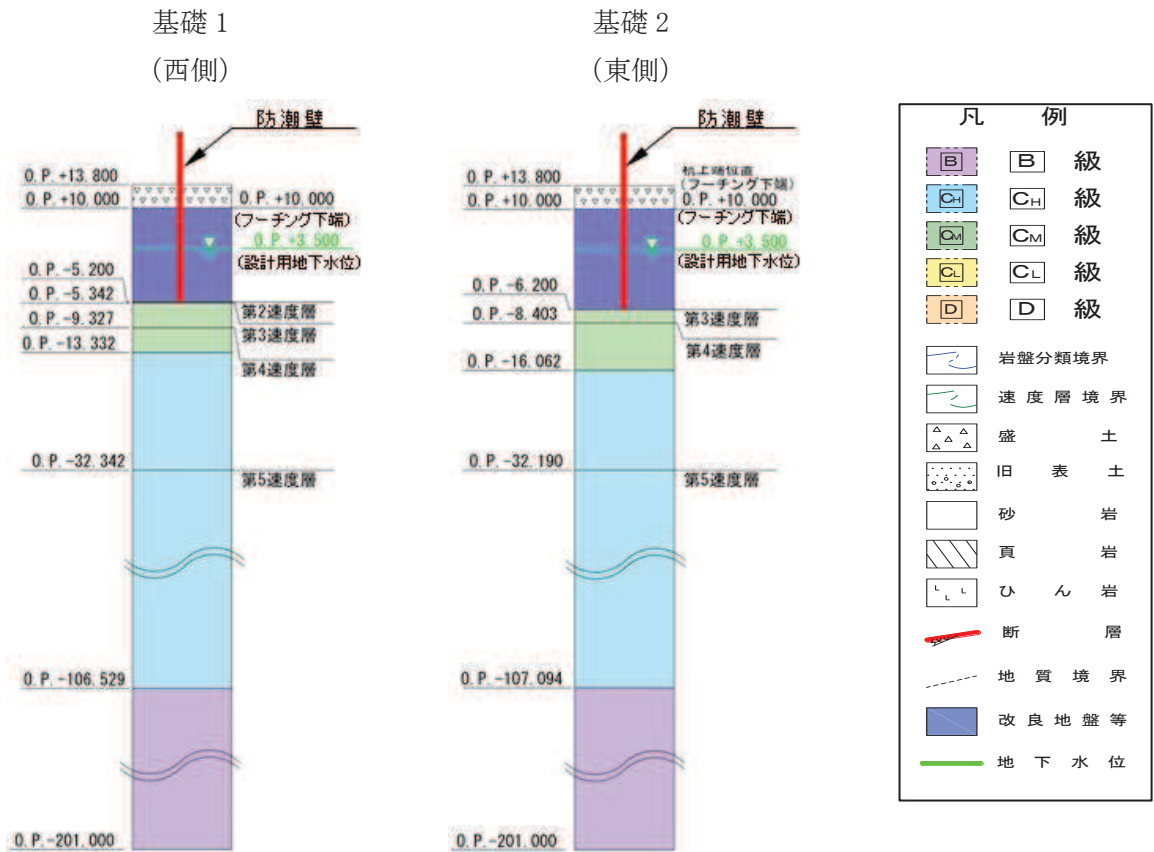 基礎 1
(西側)
防潮壁
O.P.+13.800
O.P.+10.000
O.P.+10.000
(フーチング下端)
O.P.+3.500
(設計用地下水位)
O.P.-5.200
O.P.-5.342
第2速度層
O.P.-9.327
第3速度層
O.P.-13.332
第4速度層
O.P.-32.342
第5速度層
O.P.-106.529
O.P.-201.000
基礎 2
(東側)
防潮壁
O.P.+13.800
杭上端位置
(フーチング下端)
O.P.+10.000
O.P.+10.000
(フーチング下端)
O.P.+3.500
(設計用地下水位)
O.P.-6.200
第3速度層
O.P.-8.403
第4速度層
O.P.-16.062
O.P.-32.190
第5速度層
O.P.-107.094
O.P.-201.000
凡 例
B B 級
CH CH 級
CM CM 級
CL CL 級
D D 級
岩盤分類境界
速度層境界
盛土
旧表土
砂岩
頁岩
ひん岩
断層
地質境界
改良地盤等
地下水位